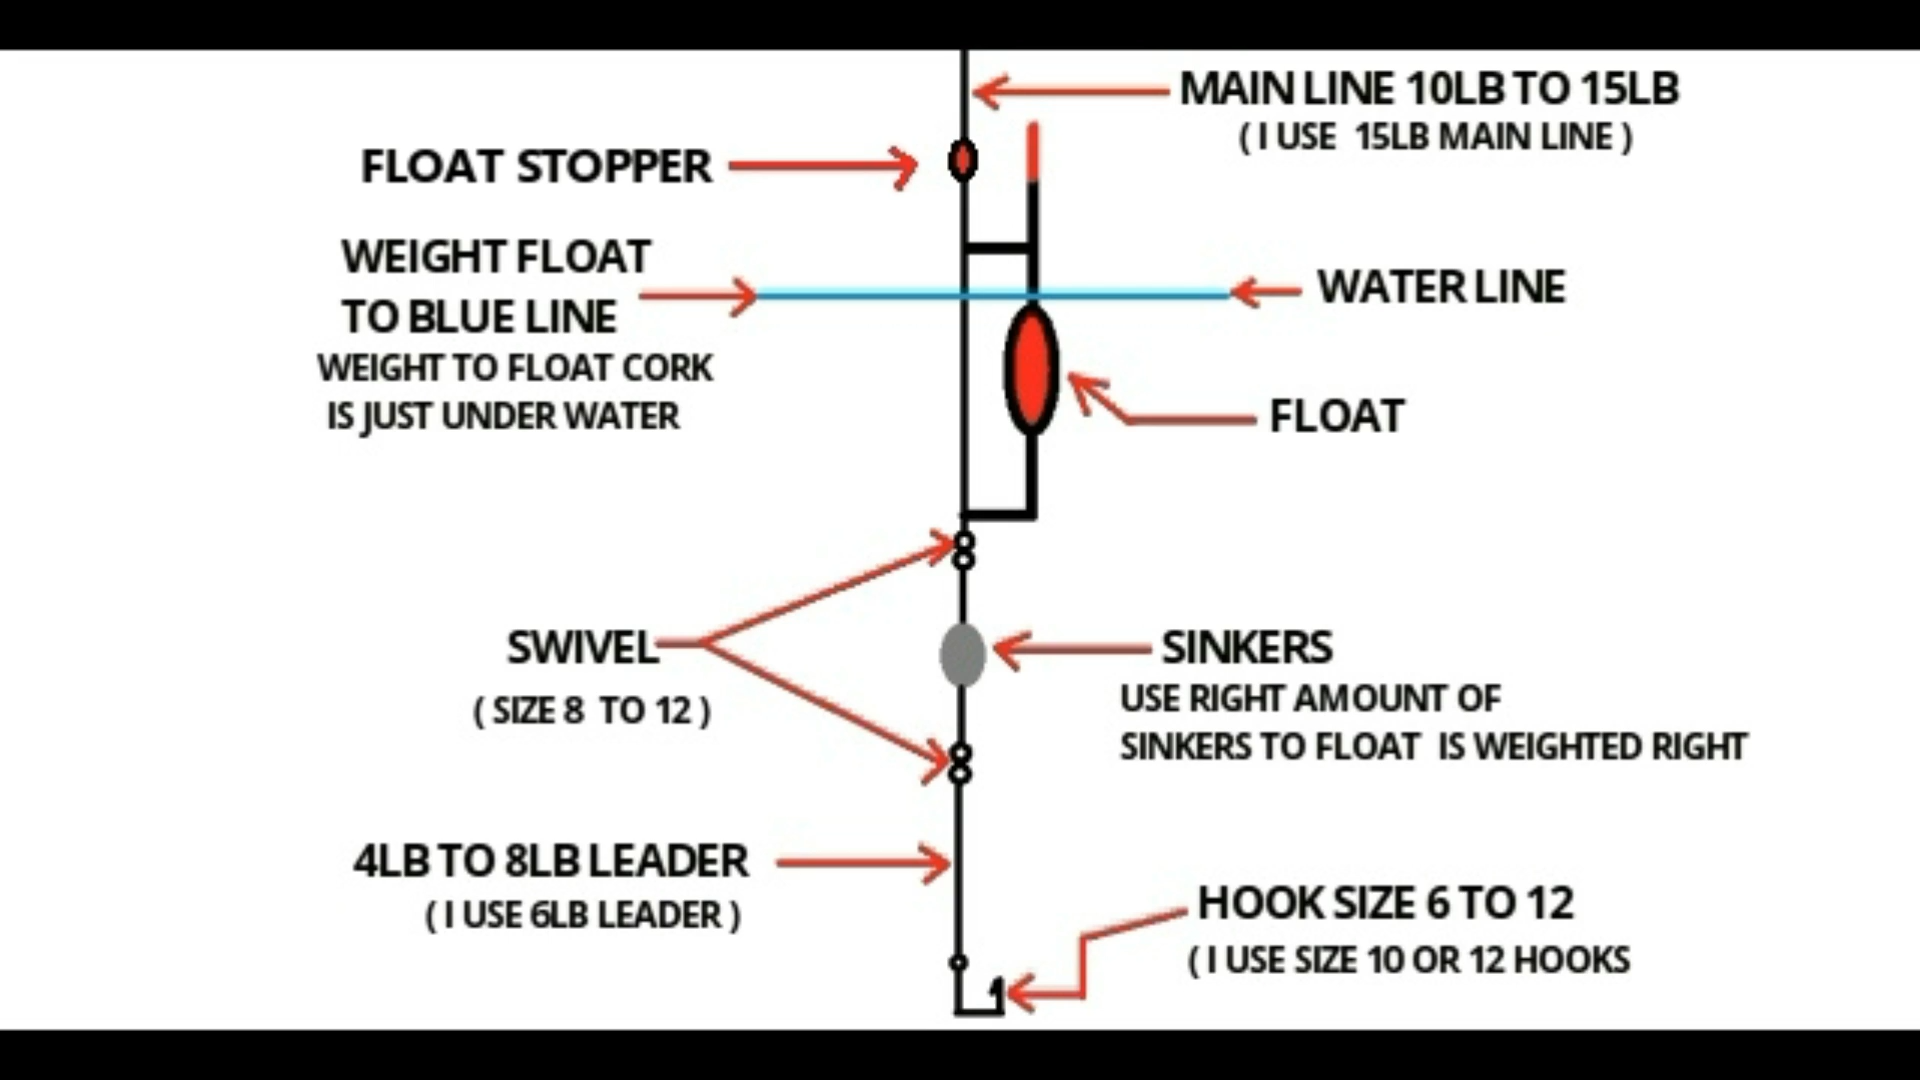 MAIN LINE 10LB TO 15LB
( I USE 15LB MAIN LINE )
FLOAT STOPPER
WEIGHT FLOAT
TO BLUE LINE
WEIGHT TO FLOAT CORK
IS JUST UNDER WATER
WATER LINE
FLOAT
SWIVEL
( SIZE 8 TO 12 )
SINKERS
USE RIGHT AMOUNT OF
SINKERS TO FLOAT IS WEIGHTED RIGHT
4LB TO 8LB LEADER
( I USE 6LB LEADER )
HOOK SIZE 6 TO 12
( I USE SIZE 10 OR 12 HOOKS